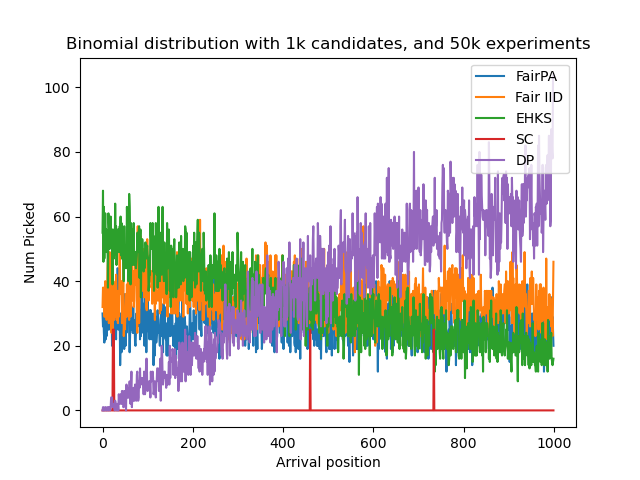 Binomial distribution with 1k candidates, and 50k experiments
FairPA
Fair IID
EHKS
SC
DP
100
80
60
40
20
0
Num Picked
0 200 400 600 800 1000
Arrival position